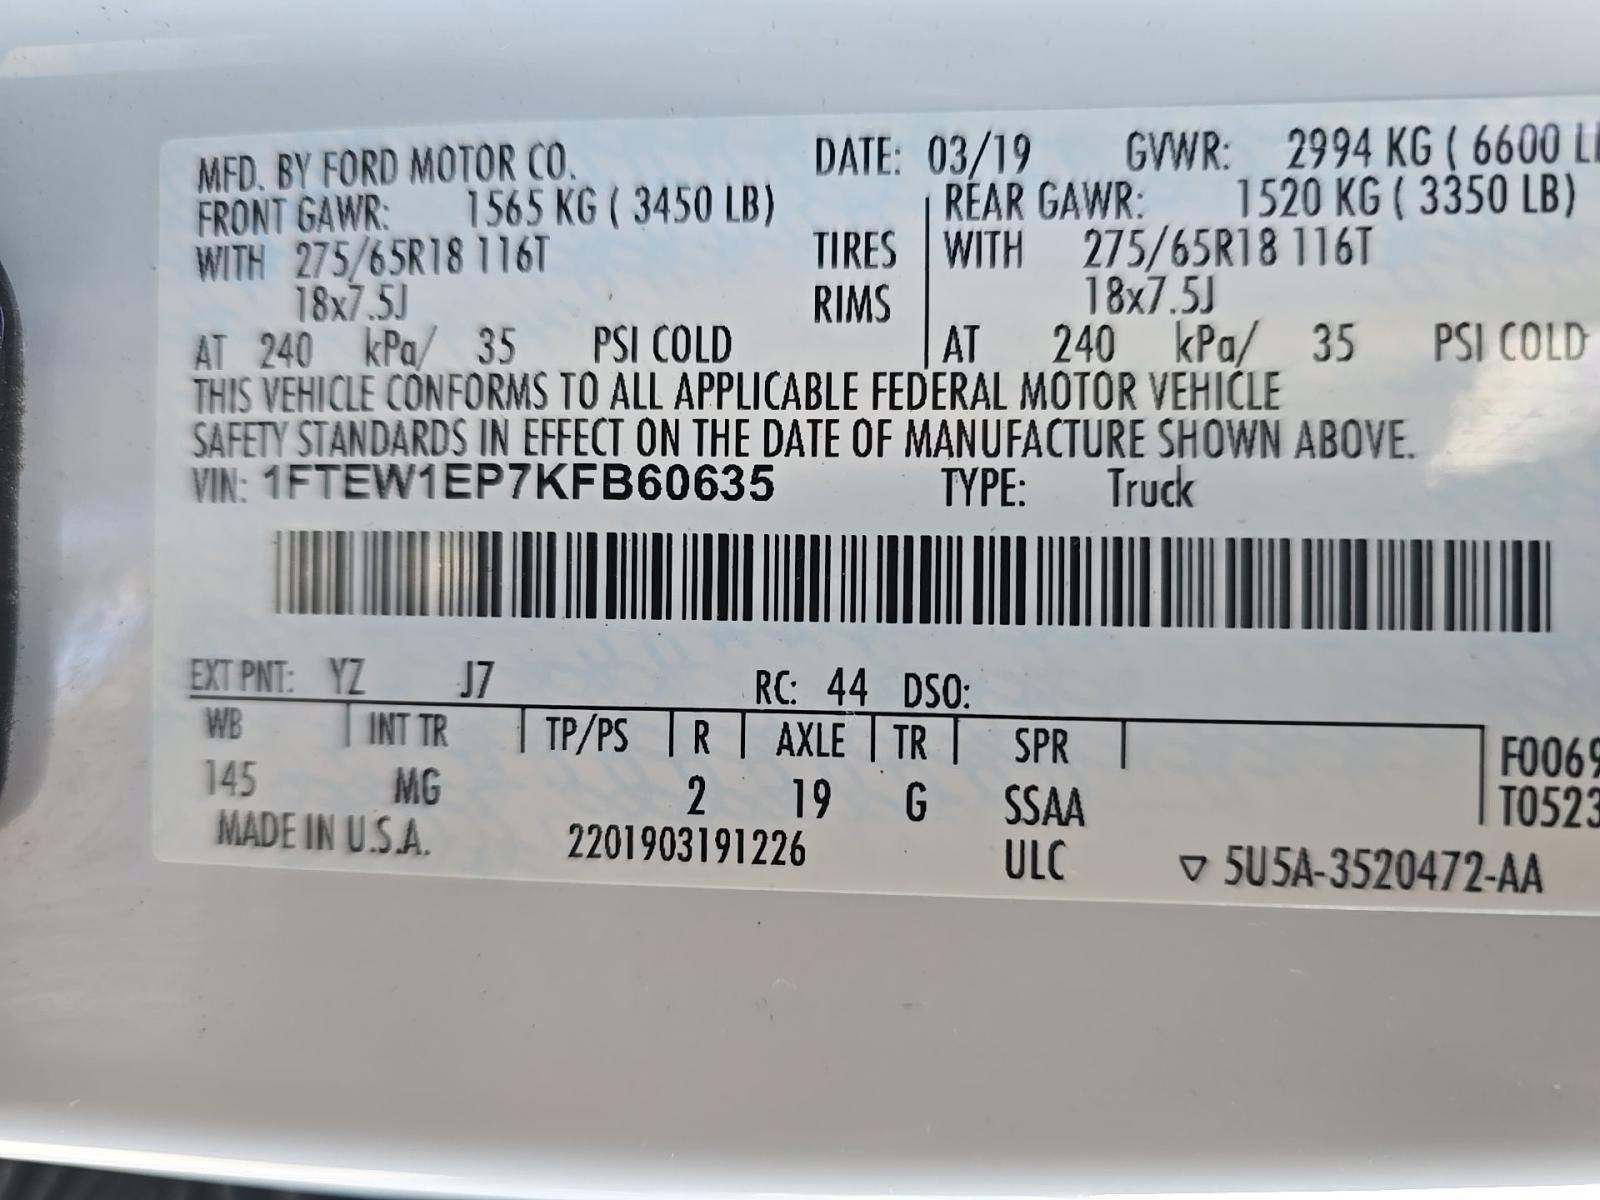 MFD. BY FORD MOTOR CO. DATE: 03/19 GVWR: 2994 KG ( 6600 L
FRONT GAWR: 1565 KG ( 3450 LB) REAR GAWR: 1520 KG ( 3350 LB)
WITH 275/65R18 116T TIRES WITH 275/65R18 116T
18x7.5J RIMS 18x7.5J
AT 240 kPa/ 35 PSI COLD AT 240 kPa/ 35 PSI COLD
THIS VEHICLE CONFORMS TO ALL APPLICABLE FEDERAL MOTOR VEHICLE
SAFETY STANDARDS IN EFFECT ON THE DATE OF MANUFACTURE SHOWN ABOVE.
VIN: 1FTEW1EP7KFB60635 TYPE: Truck
EXT PNT: YZ J7 RC: 44 DSO:
WB INT TR TP/PS R AXLE TR SPR F0069
145 MG 2 19 G SSAA T0523
MADE IN U.S.A. 2201903191226 ULC ▽ 5U5A-3520472-AA